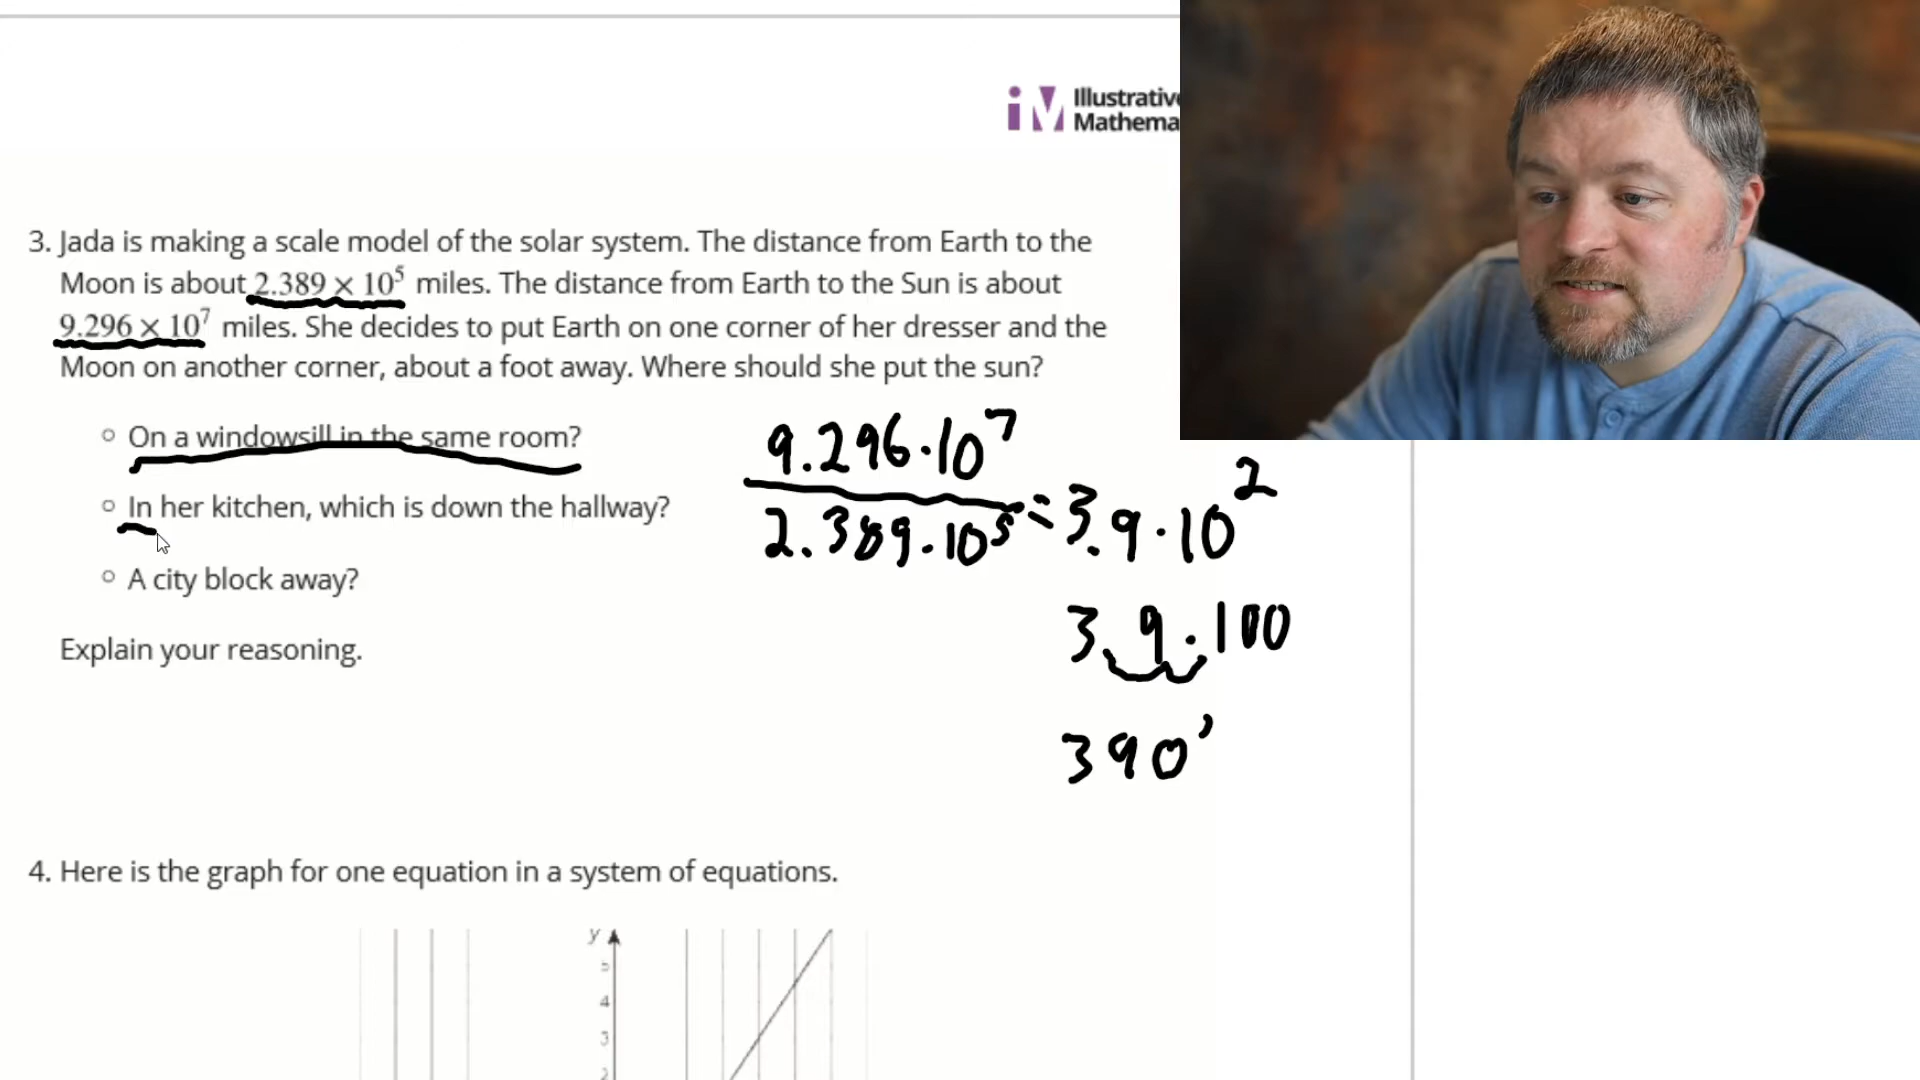 Illustrativ
Mathema
3. Jada is making a scale model of the solar system. The distance from Earth to the
Moon is about 2.389 × 10⁵ miles. The distance from Earth to the Sun is about
9.296 × 10⁷ miles. She decides to put Earth on one corner of her dresser and the
Moon on another corner, about a foot away. Where should she put the sun?
○ On a windowsill in the same room?
○ In her kitchen, which is down the hallway?
○ A city block away?
Explain your reasoning.
9.296·10⁷
2.389·10⁵
=3.9·10²
3.9·100
390'
4. Here is the graph for one equation in a system of equations.
y
5
4
3
2